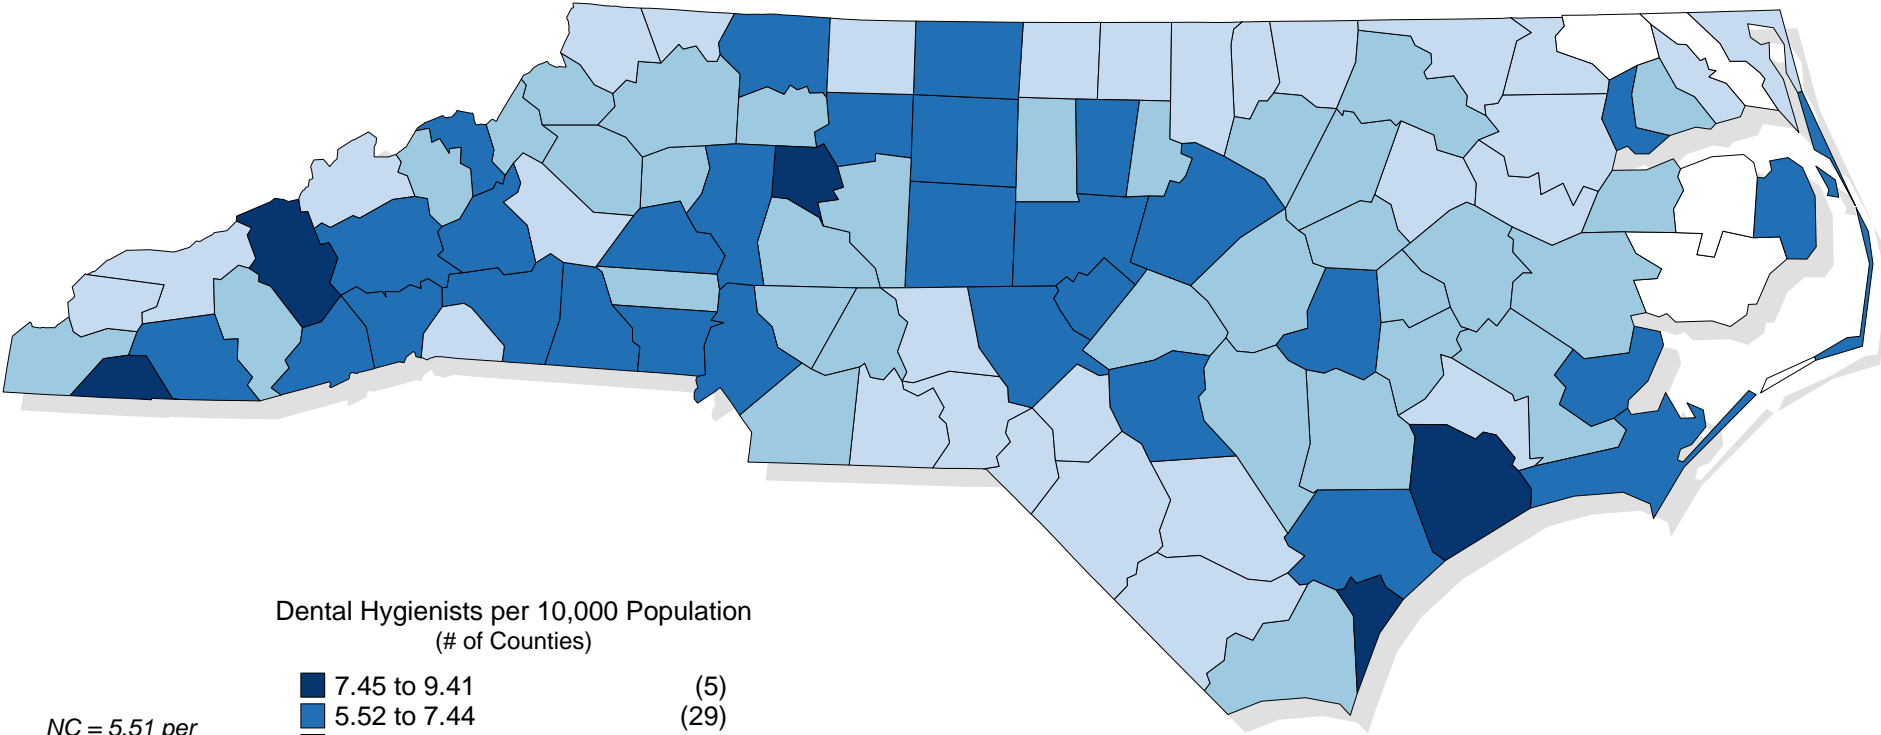 Dental Hygienists per 10,000 Population
(# of Counties)
7.45 to 9.41 (5)
5.52 to 7.44 (29)
NC = 5.51 per